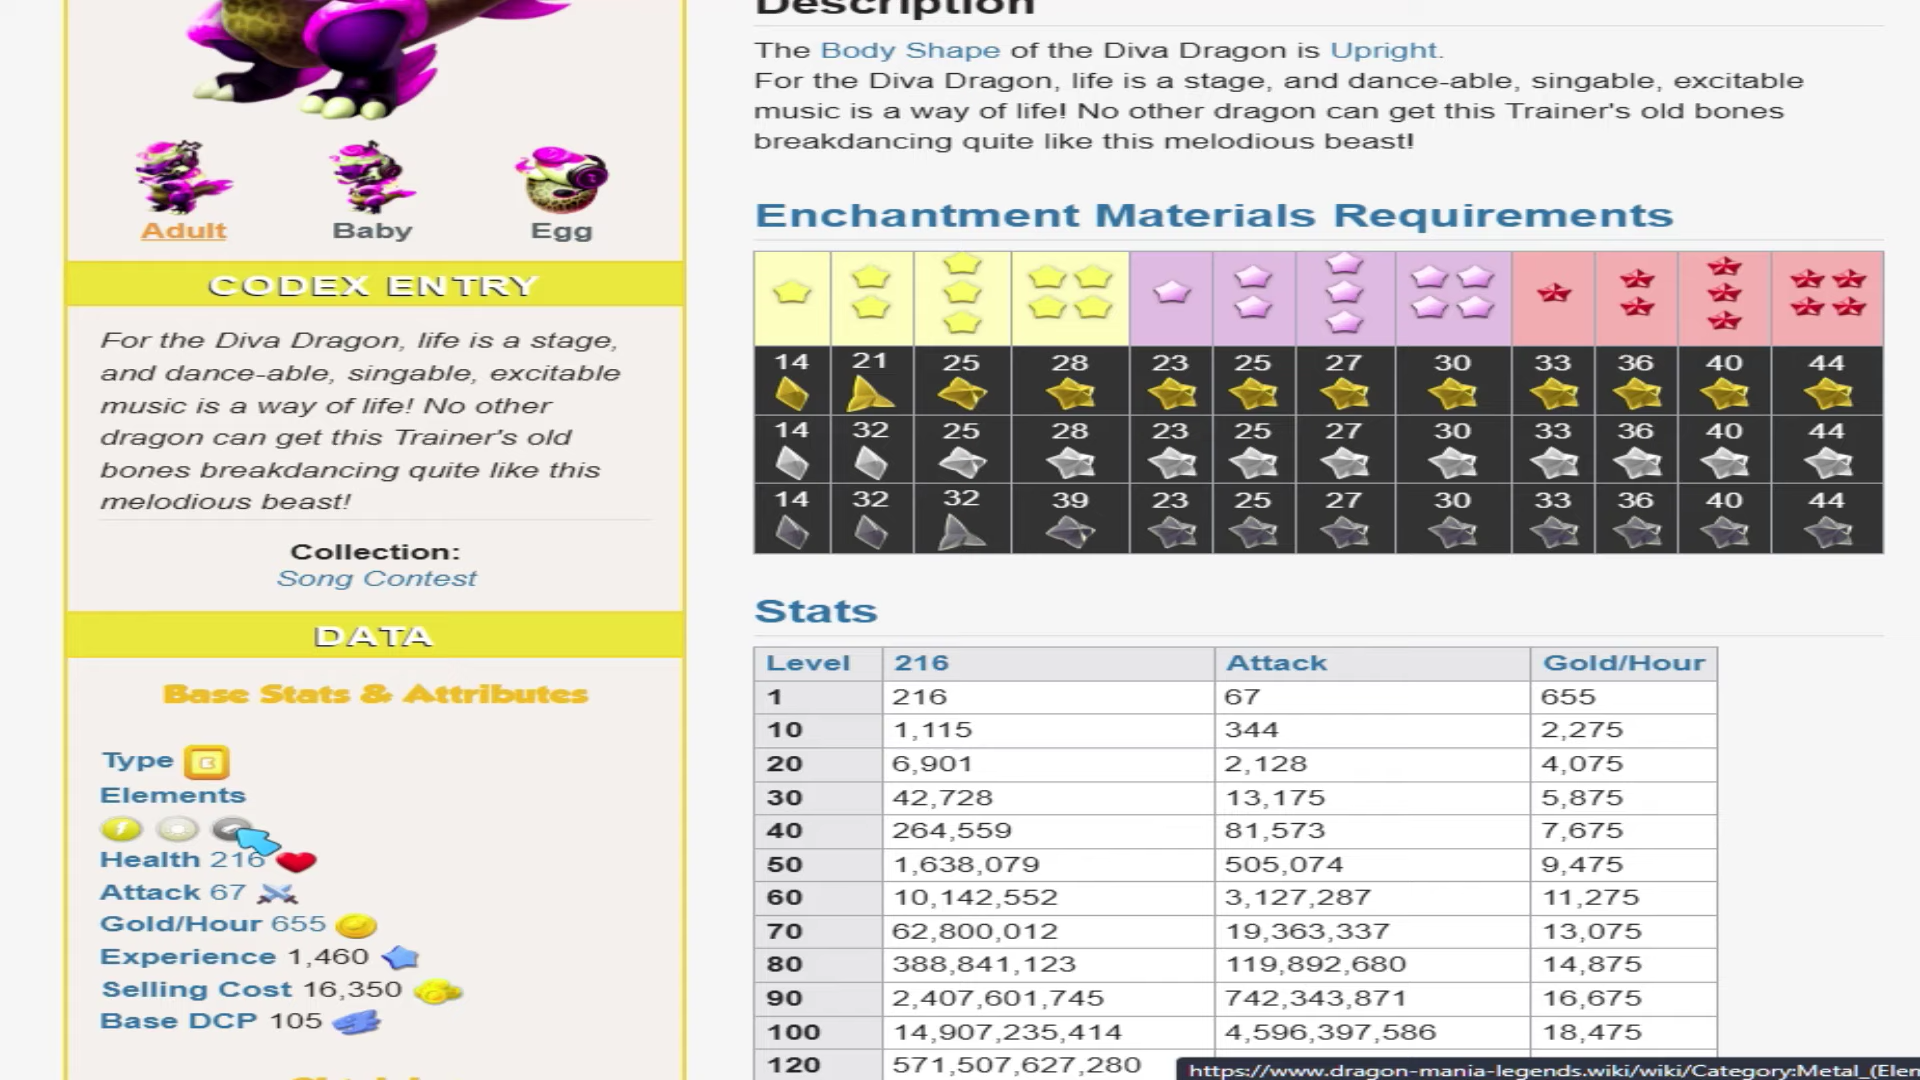 Adult Baby Egg
CODEX ENTRY
For the Diva Dragon, life is a stage,
and dance-able, singable, excitable
music is a way of life! No other
dragon can get this Trainer's old
bones breakdancing quite like this
melodious beast!
Collection:
Song Contest
DATA
Base Stats & Attributes
Type
Elements
Health 216
Attack 67
Gold/Hour 655
Experience 1,460
Selling Cost 16,350
Base DCP 105
Description
The Body Shape of the Diva Dragon is Upright.
For the Diva Dragon, life is a stage, and dance-able, singable, excitable
music is a way of life! No other dragon can get this Trainer's old bones
breakdancing quite like this melodious beast!
Enchantment Materials Requirements
14 21 25 28 23 25 27 30 33 36 40 44
14 32 25 28 23 25 27 30 33 36 40 44
14 32 32 39 23 25 27 30 33 36 40 44
Stats
Level 216 Attack Gold/Hour
1 216 67 655
10 1,115 344 2,275
20 6,901 2,128 4,075
30 42,728 13,175 5,875
40 264,559 81,573 7,675
50 1,638,079 505,074 9,475
60 10,142,552 3,127,287 11,275
70 62,800,012 19,363,337 13,075
80 388,841,123 119,892,680 14,875
90 2,407,601,745 742,343,871 16,675
100 14,907,235,414 4,596,397,586 18,475
120 571,507,627,280
https://www.dragon-mania-legends.wiki/wiki/Category:Metal_(Elen